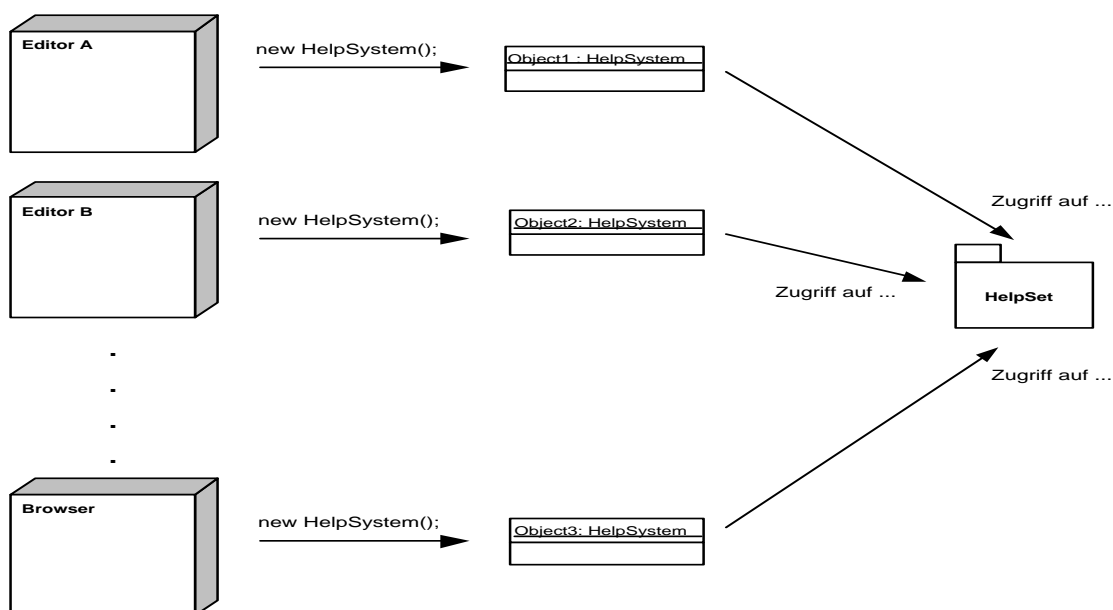 Editor A
new HelpSystem();
Object1 : HelpSystem
Zugriff auf ...
Editor B
new HelpSystem();
Object2: HelpSystem
Zugriff auf ...
HelpSet
Zugriff auf ...
Browser
new HelpSystem();
Object3: HelpSystem